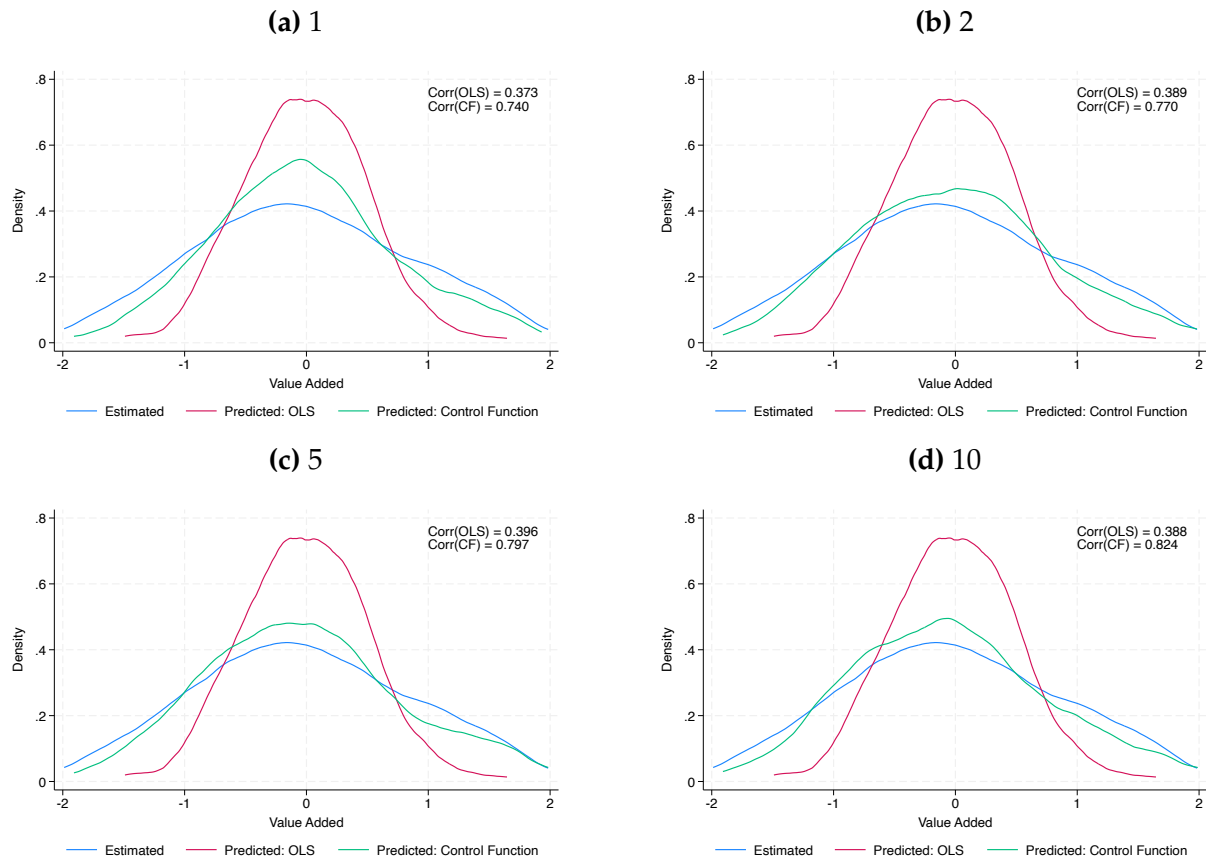 (a) 1
.8
.6
.4
.2
0
Density
Corr(OLS) = 0.373
Corr(CF) = 0.740
-2
-1
0
1
2
Value Added
Estimated
Predicted: OLS
Predicted: Control Function
(b) 2
.8
.6
.4
.2
0
Density
Corr(OLS) = 0.389
Corr(CF) = 0.770
-2
-1
0
1
2
Value Added
Estimated
Predicted: OLS
Predicted: Control Function
(c) 5
.8
.6
.4
.2
0
Density
Corr(OLS) = 0.396
Corr(CF) = 0.797
-2
-1
0
1
2
Value Added
Estimated
Predicted: OLS
Predicted: Control Function
(d) 10
.8
.6
.4
.2
0
Density
Corr(OLS) = 0.388
Corr(CF) = 0.824
-2
-1
0
1
2
Value Added
Estimated
Predicted: OLS
Predicted: Control Function